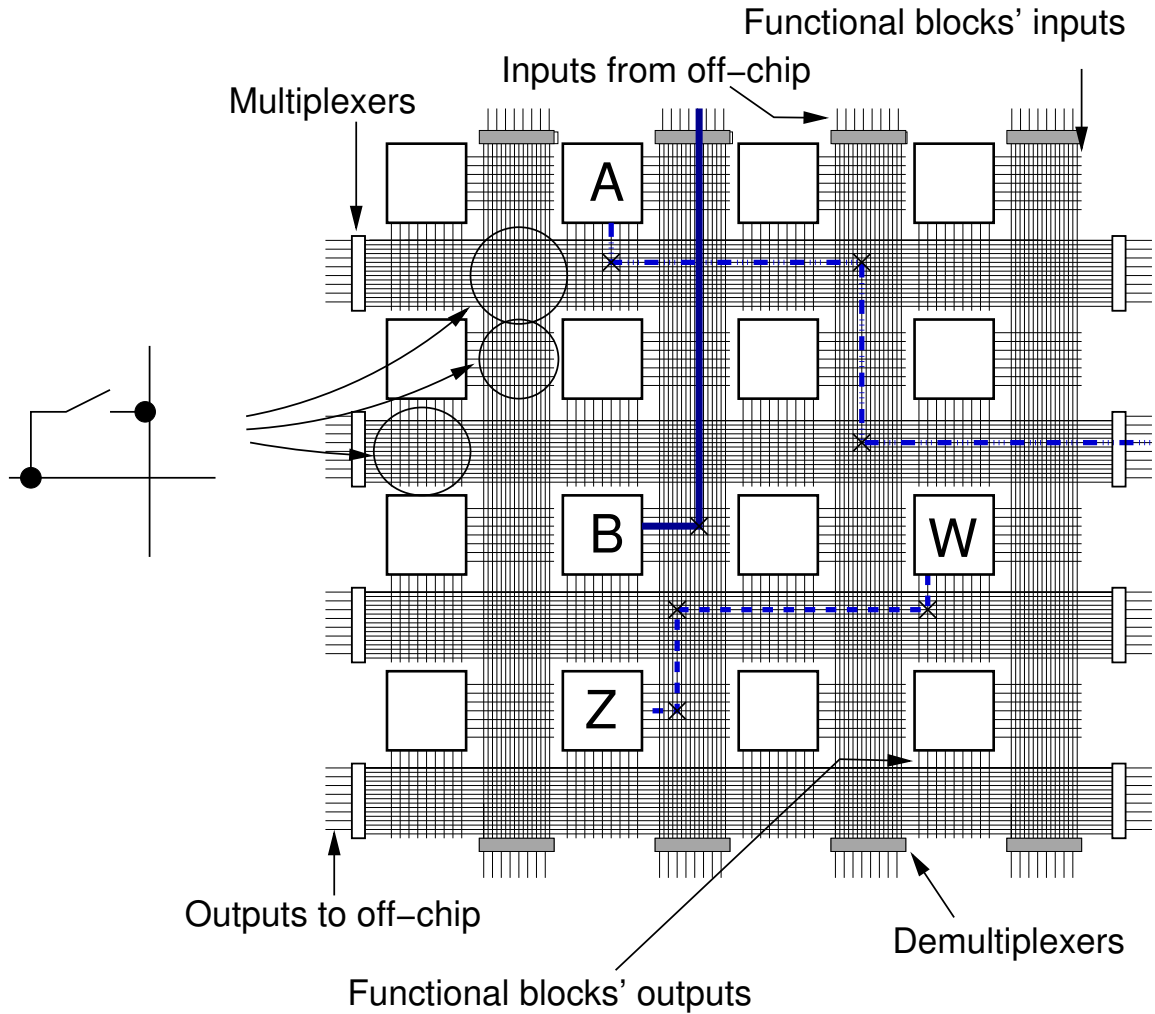 Functional blocks’ inputs
Inputs from off−chip
Multiplexers
A
B
W
Z
Outputs to off−chip
Demultiplexers
Functional blocks’ outputs